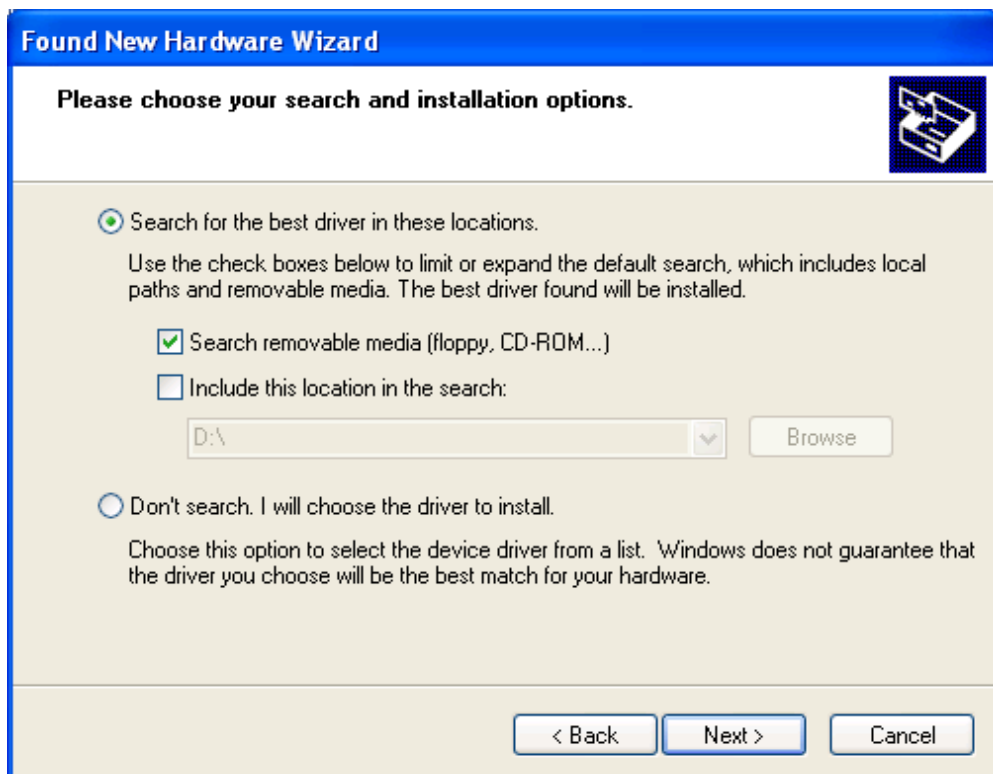 Found New Hardware Wizard
Please choose your search and installation options.
Search for the best driver in these locations.
Use the check boxes below to limit or expand the default search, which includes local
paths and removable media. The best driver found will be installed.
Search removable media (floppy, CD-ROM...)
Include this location in the search:
D:\
Browse
Don't search. I will choose the driver to install.
Choose this option to select the device driver from a list.  Windows does not guarantee that
the driver you choose will be the best match for your hardware.
< Back
Next >
Cancel